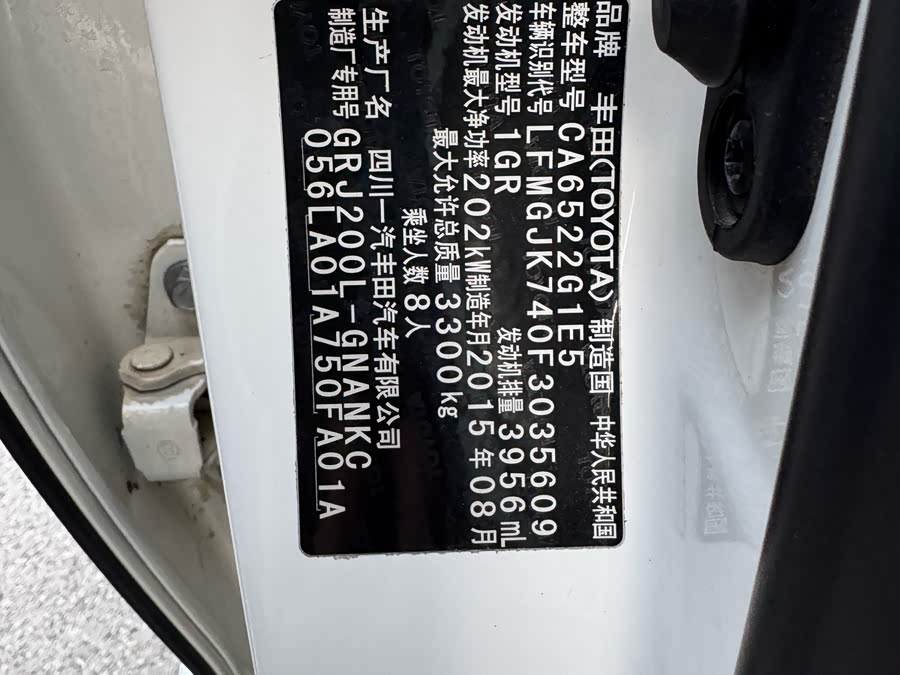 品牌 丰田(TOYOTA) 制造国 中华人民共和国
整车型号 CA6522G1E5
车辆识别代号 LFMGJK740F3035609
发动机型号 1GR 发动机排量 3956mL
发动机最大净功率 202kW 制造年月 2015年08月
最大允许总质量 3300kg
乘坐人数 8人
生产厂名 四川一汽丰田汽车有限公司
制造厂专用号 GRJ200L-GNANKC
056LA01A750FA01A